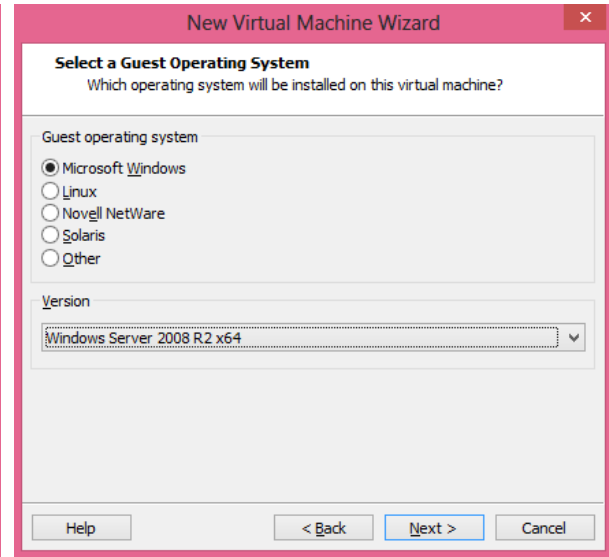 New Virtual Machine Wizard
Select a Guest Operating System
Which operating system will be installed on this virtual machine?
Guest operating system
Microsoft Windows
Linux
Novell NetWare
Solaris
Other
Version
Windows Server 2008 R2 x64
Help
< Back
Next >
Cancel